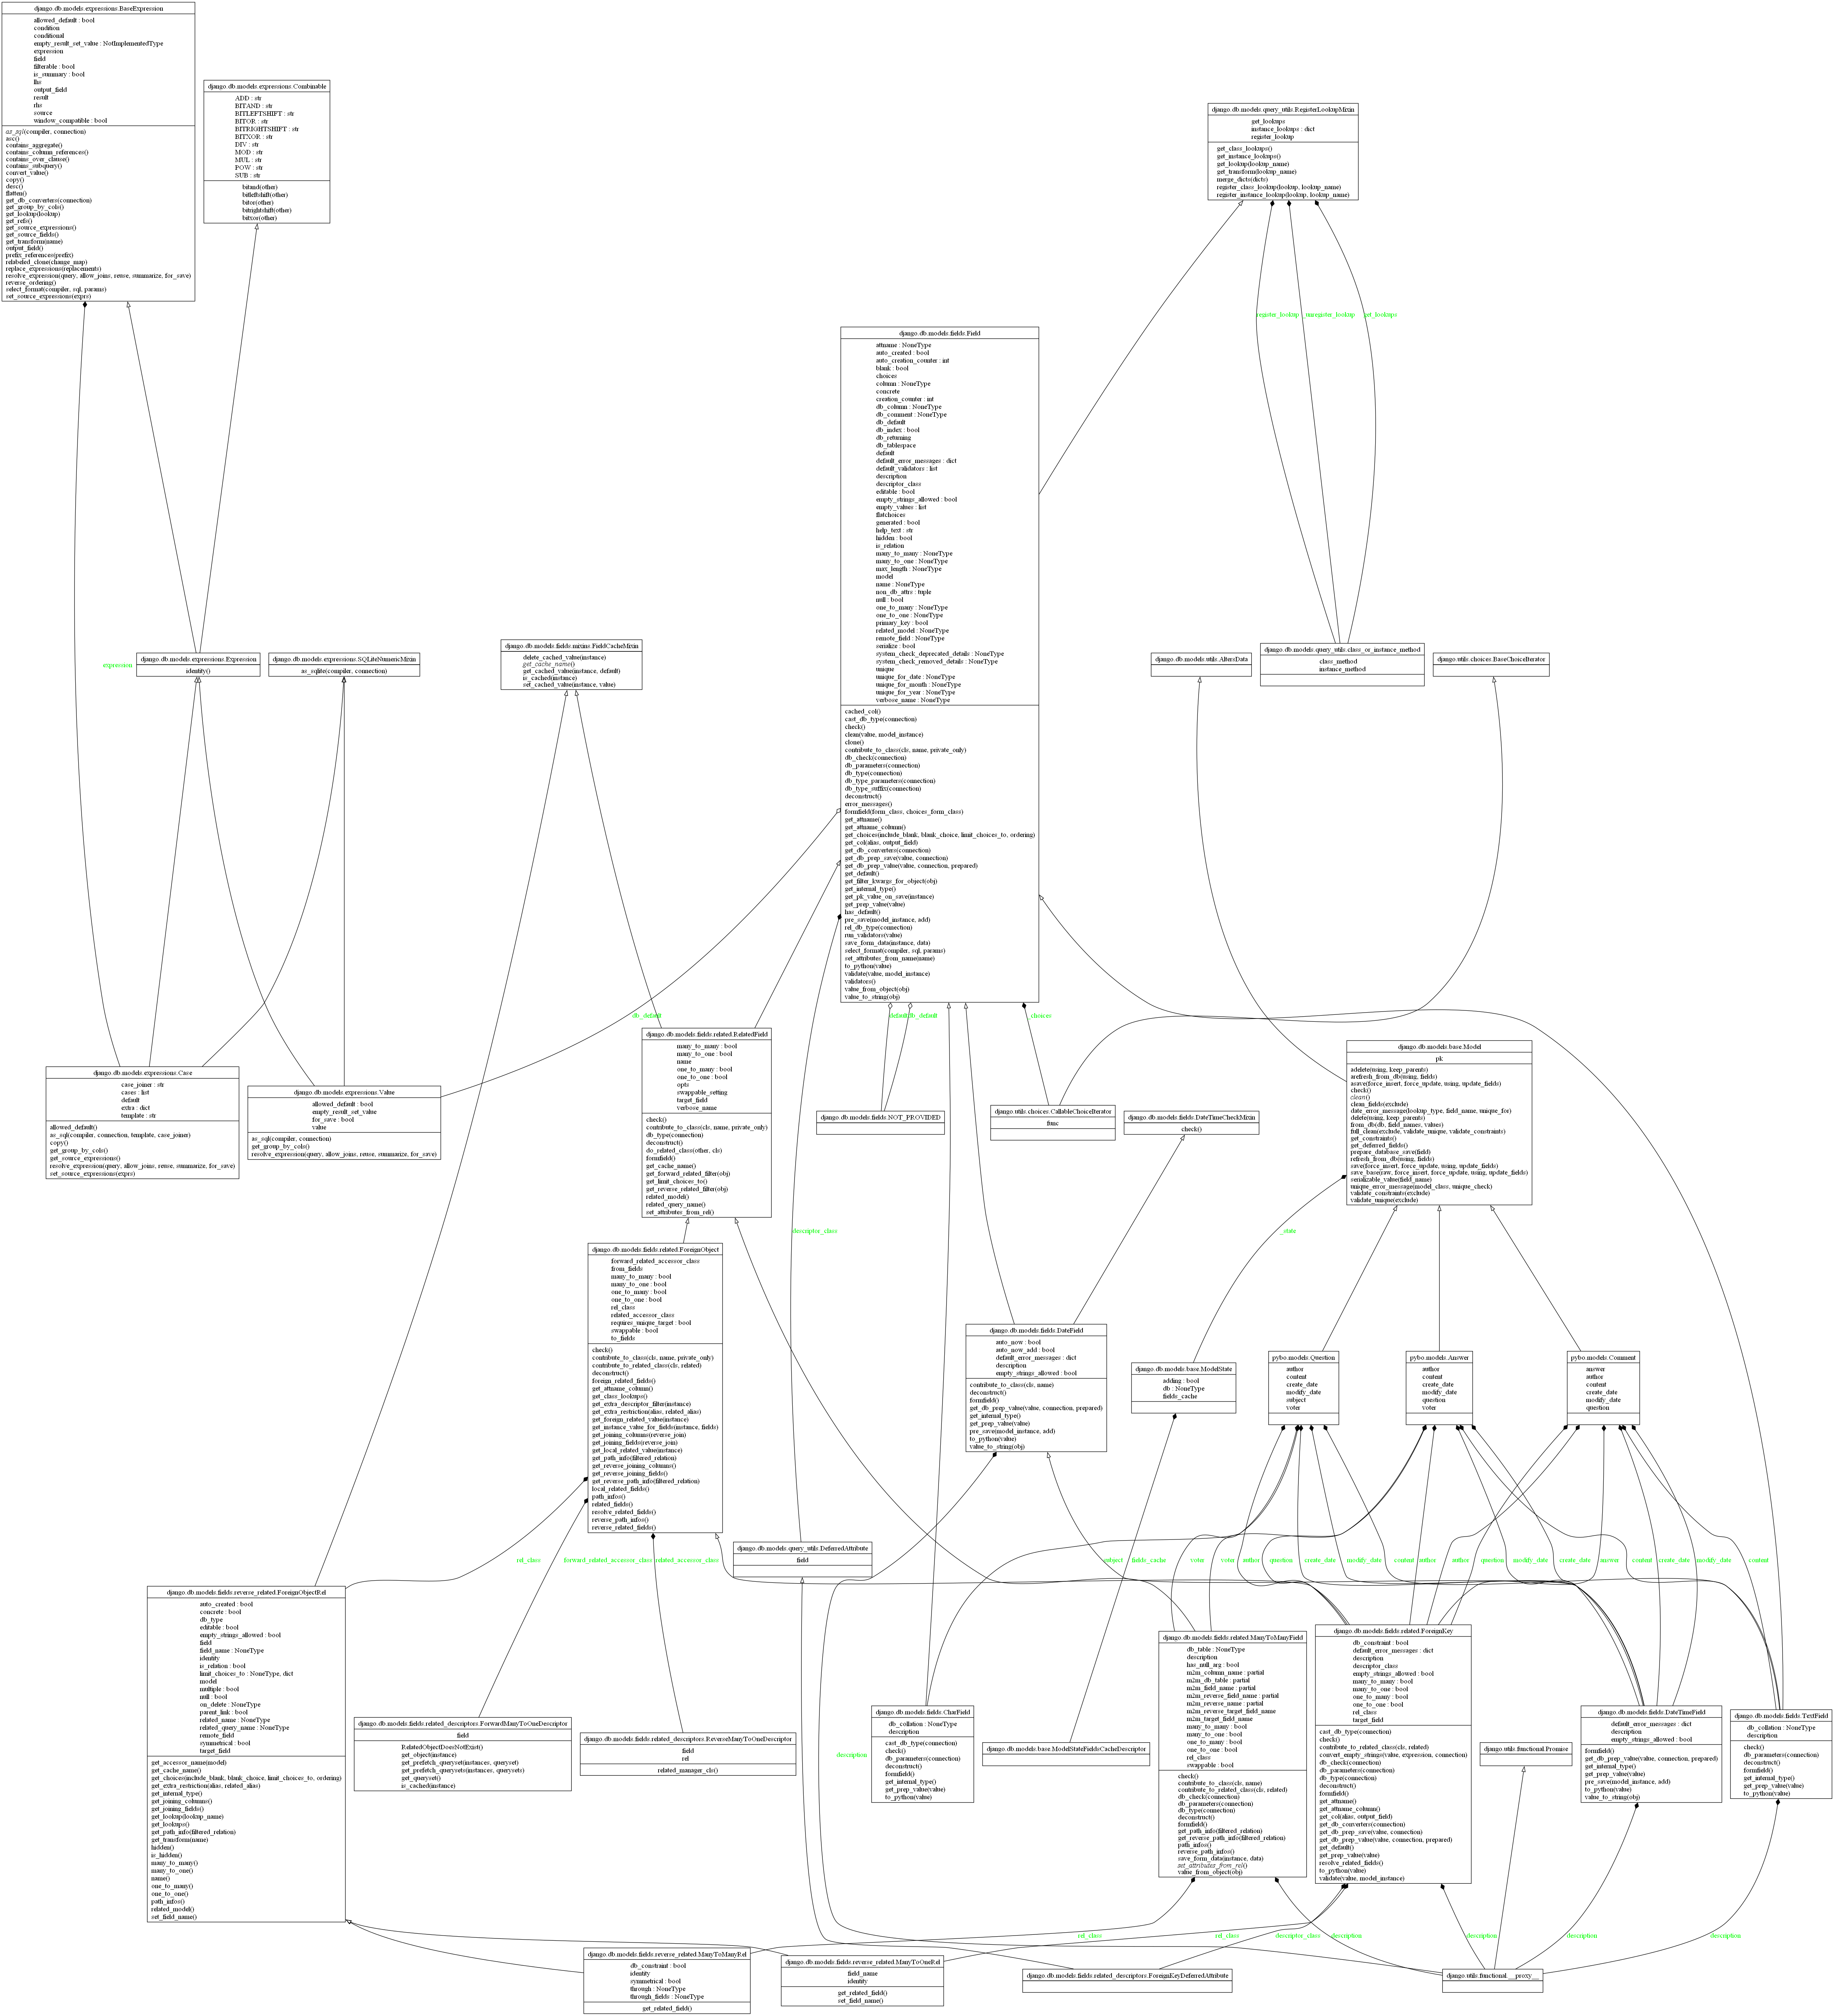 django.db.models.expressions.BaseExpression
allowed_default : bool
condition
conditional
empty_result_set_value : NotImplementedType
expression
field
filterable : bool
is_summary : bool
lhs
output_field
result
rhs
source
window_compatible : bool
as_sql(compiler, connection)
asc()
contains_aggregate()
contains_column_references()
contains_over_clause()
contains_subquery()
convert_value()
copy()
desc()
flatten()
get_db_converters(connection)
get_group_by_cols()
get_lookup(lookup)
get_refs()
get_source_expressions()
get_source_fields()
get_transform(name)
output_field()
prefix_references(prefix)
relabeled_clone(change_map)
replace_expressions(replacements)
resolve_expression(query, allow_joins, reuse, summarize, for_save)
reverse_ordering()
select_format(compiler, sql, params)
set_source_expressions(exprs)
django.db.models.expressions.Combinable
ADD : str
BITAND : str
BITLEFTSHIFT : str
BITOR : str
BITRIGHTSHIFT : str
BITXOR : str
DIV : str
MOD : str
MUL : str
POW : str
SUB : str
bitand(other)
bitleftshift(other)
bitor(other)
bitrightshift(other)
bitxor(other)
django.db.models.query_utils.RegisterLookupMixin
get_lookups
instance_lookups : dict
register_lookup
get_class_lookups()
get_instance_lookups()
get_lookup(lookup_name)
get_transform(lookup_name)
merge_dicts(dicts)
register_class_lookup(lookup, lookup_name)
register_instance_lookup(lookup, lookup_name)
register_lookup
unregister_lookup
get_lookups
django.db.models.fields.Field
attname : NoneType
auto_created : bool
auto_creation_counter : int
blank : bool
choices
column : NoneType
concrete
creation_counter : int
db_column : NoneType
db_comment : NoneType
db_default
db_index : bool
db_returning
db_tablespace
default
default_error_messages : dict
default_validators : list
description
descriptor_class
editable : bool
empty_strings_allowed : bool
empty_values : list
flatchoices
generated : bool
help_text : str
hidden : bool
is_relation
many_to_many : NoneType
many_to_one : NoneType
max_length : NoneType
model
name : NoneType
non_db_attrs : tuple
null : bool
one_to_many : NoneType
one_to_one : NoneType
primary_key : bool
related_model : NoneType
remote_field : NoneType
serialize : bool
system_check_deprecated_details : NoneType
system_check_removed_details : NoneType
unique
unique_for_date : NoneType
unique_for_month : NoneType
unique_for_year : NoneType
verbose_name : NoneType
cached_col()
cast_db_type(connection)
check()
clean(value, model_instance)
clone()
contribute_to_class(cls, name, private_only)
db_check(connection)
db_parameters(connection)
db_type(connection)
db_type_parameters(connection)
db_type_suffix(connection)
deconstruct()
error_messages()
formfield(form_class, choices_form_class)
get_attname()
get_attname_column()
get_choices(include_blank, blank_choice, limit_choices_to, ordering)
get_col(alias, output_field)
get_db_converters(connection)
get_db_prep_save(value, connection)
get_db_prep_value(value, connection, prepared)
get_default()
get_filter_kwargs_for_object(obj)
get_internal_type()
get_pk_value_on_save(instance)
get_prep_value(value)
has_default()
pre_save(model_instance, add)
rel_db_type(connection)
run_validators(value)
save_form_data(instance, data)
select_format(compiler, sql, params)
set_attributes_from_name(name)
to_python(value)
validate(value, model_instance)
validators()
value_from_object(obj)
value_to_string(obj)
expression
django.db.models.expressions.Expression
identity()
django.db.models.expressions.SQLiteNumericMixin
as_sqlite(compiler, connection)
django.db.models.fields.mixins.FieldCacheMixin
delete_cached_value(instance)
get_cache_name()
get_cached_value(instance, default)
is_cached(instance)
set_cached_value(instance, value)
django.db.models.utils.AltersData
django.db.models.query_utils.class_or_instance_method
class_method
instance_method
django.utils.choices.BaseChoiceIterator
db_default
default
db_default
choices
django.db.models.expressions.Case
case_joiner : str
cases : list
default
extra : dict
template : str
allowed_default()
as_sql(compiler, connection, template, case_joiner)
copy()
get_group_by_cols()
get_source_expressions()
resolve_expression(query, allow_joins, reuse, summarize, for_save)
set_source_expressions(exprs)
django.db.models.expressions.Value
allowed_default : bool
empty_result_set_value
for_save : bool
value
as_sql(compiler, connection)
get_group_by_cols()
resolve_expression(query, allow_joins, reuse, summarize, for_save)
django.db.models.fields.related.RelatedField
many_to_many : bool
many_to_one : bool
name
one_to_many : bool
one_to_one : bool
opts
swappable_setting
target_field
verbose_name
check()
contribute_to_class(cls, name, private_only)
db_type(connection)
deconstruct()
do_related_class(other, cls)
formfield()
get_cache_name()
get_forward_related_filter(obj)
get_limit_choices_to()
get_reverse_related_filter(obj)
related_model()
related_query_name()
set_attributes_from_rel()
django.db.models.fields.NOT_PROVIDED
django.utils.choices.CallableChoiceIterator
func
django.db.models.fields.DateTimeCheckMixin
check()
django.db.models.base.Model
pk
adelete(using, keep_parents)
arefresh_from_db(using, fields)
asave(force_insert, force_update, using, update_fields)
check()
clean()
clean_fields(exclude)
date_error_message(lookup_type, field_name, unique_for)
delete(using, keep_parents)
from_db(db, field_names, values)
full_clean(exclude, validate_unique, validate_constraints)
get_constraints()
get_deferred_fields()
prepare_database_save(field)
refresh_from_db(using, fields)
save(force_insert, force_update, using, update_fields)
save_base(raw, force_insert, force_update, using, update_fields)
serializable_value(field_name)
unique_error_message(model_class, unique_check)
validate_constraints(exclude)
validate_unique(exclude)
descriptor_class
_state
django.db.models.fields.related.ForeignObject
forward_related_accessor_class
from_fields
many_to_many : bool
many_to_one : bool
one_to_many : bool
one_to_one : bool
rel_class
related_accessor_class
requires_unique_target : bool
swappable : bool
to_fields
check()
contribute_to_class(cls, name, private_only)
contribute_to_related_class(cls, related)
deconstruct()
foreign_related_fields()
get_attname_column()
get_class_lookups()
get_extra_descriptor_filter(instance)
get_extra_restriction(alias, related_alias)
get_foreign_related_value(instance)
get_instance_value_for_fields(instance, fields)
get_joining_columns(reverse_join)
get_joining_fields(reverse_join)
get_local_related_value(instance)
get_path_info(filtered_relation)
get_reverse_joining_columns()
get_reverse_joining_fields()
get_reverse_path_info(filtered_relation)
local_related_fields()
path_infos()
related_fields()
resolve_related_fields()
reverse_path_infos()
reverse_related_fields()
django.db.models.fields.DateField
auto_now : bool
auto_now_add : bool
default_error_messages : dict
description
empty_strings_allowed : bool
contribute_to_class(cls, name)
deconstruct()
formfield()
get_db_prep_value(value, connection, prepared)
get_internal_type()
get_prep_value(value)
pre_save(model_instance, add)
to_python(value)
value_to_string(obj)
django.db.models.base.ModelState
adding : bool
db : NoneType
fields_cache
pybo.models.Question
author
content
create_date
modify_date
subject
voter
pybo.models.Answer
author
content
create_date
modify_date
question
voter
pybo.models.Comment
answer
author
content
create_date
modify_date
question
django.db.models.query_utils.DeferredAttribute
field
rel_class
forward_related_accessor_class
related_accessor_class
subject
fields_cache
voter
voter
author
question
create_date
modify_date
content
author
author
question
modify_date
create_date
answer
content
create_date
modify_date
content
django.db.models.fields.reverse_related.ForeignObjectRel
auto_created : bool
concrete : bool
db_type
editable : bool
empty_strings_allowed : bool
field
field_name : NoneType
identity
is_relation : bool
limit_choices_to : NoneType, dict
model
multiple : bool
null : bool
on_delete : NoneType
parent_link : bool
related_name : NoneType
related_query_name : NoneType
remote_field
symmetrical : bool
target_field
get_accessor_name(model)
get_cache_name()
get_choices(include_blank, blank_choice, limit_choices_to, ordering)
get_extra_restriction(alias, related_alias)
get_internal_type()
get_joining_columns()
get_joining_fields()
get_lookup(lookup_name)
get_lookups()
get_path_info(filtered_relation)
get_transform(name)
hidden()
is_hidden()
many_to_many()
many_to_one()
name()
one_to_many()
one_to_one()
path_infos()
related_model()
set_field_name()
django.db.models.fields.related_descriptors.ForwardManyToOneDescriptor
field
RelatedObjectDoesNotExist()
get_object(instance)
get_prefetch_queryset(instances, queryset)
get_prefetch_querysets(instances, querysets)
get_queryset()
is_cached(instance)
django.db.models.fields.related_descriptors.ReverseManyToOneDescriptor
field
rel
related_manager_cls()
description
django.db.models.fields.CharField
db_collation : NoneType
description
cast_db_type(connection)
check()
db_parameters(connection)
deconstruct()
formfield()
get_internal_type()
get_prep_value(value)
to_python(value)
django.db.models.base.ModelStateFieldsCacheDescriptor
django.db.models.fields.related.ManyToManyField
db_table : NoneType
description
has_null_arg : bool
m2m_column_name : partial
m2m_db_table : partial
m2m_field_name : partial
m2m_reverse_field_name : partial
m2m_reverse_name : partial
m2m_reverse_target_field_name
m2m_target_field_name
many_to_many : bool
many_to_one : bool
one_to_many : bool
one_to_one : bool
rel_class
swappable : bool
check()
contribute_to_class(cls, name)
contribute_to_related_class(cls, related)
db_check(connection)
db_parameters(connection)
db_type(connection)
deconstruct()
formfield()
get_path_info(filtered_relation)
get_reverse_path_info(filtered_relation)
path_infos()
reverse_path_infos()
save_form_data(instance, data)
set_attributes_from_rel()
value_from_object(obj)
django.db.models.fields.related.ForeignKey
db_constraint : bool
default_error_messages : dict
description
descriptor_class
empty_strings_allowed : bool
many_to_many : bool
many_to_one : bool
one_to_many : bool
one_to_one : bool
rel_class
target_field
cast_db_type(connection)
check()
contribute_to_related_class(cls, related)
convert_empty_strings(value, expression, connection)
db_check(connection)
db_parameters(connection)
db_type(connection)
deconstruct()
formfield()
get_attname()
get_attname_column()
get_col(alias, output_field)
get_db_converters(connection)
get_db_prep_save(value, connection)
get_db_prep_value(value, connection, prepared)
get_default()
get_prep_value(value)
resolve_related_fields()
to_python(value)
validate(value, model_instance)
django.utils.functional.Promise
django.db.models.fields.DateTimeField
default_error_messages : dict
description
empty_strings_allowed : bool
formfield()
get_db_prep_value(value, connection, prepared)
get_internal_type()
get_prep_value(value)
pre_save(model_instance, add)
to_python(value)
value_to_string(obj)
django.db.models.fields.TextField
db_collation : NoneType
description
check()
db_parameters(connection)
deconstruct()
formfield()
get_internal_type()
get_prep_value(value)
to_python(value)
rel_class
rel_class
descriptor_class
description
description
description
description
django.db.models.fields.reverse_related.ManyToManyRel
db_constraint : bool
identity
symmetrical : bool
through : NoneType
through_fields : NoneType
get_related_field()
django.db.models.fields.reverse_related.ManyToOneRel
field_name
identity
get_related_field()
set_field_name()
django.db.models.fields.related_descriptors.ForeignKeyDeferredAttribute
django.utils.functional.__proxy__